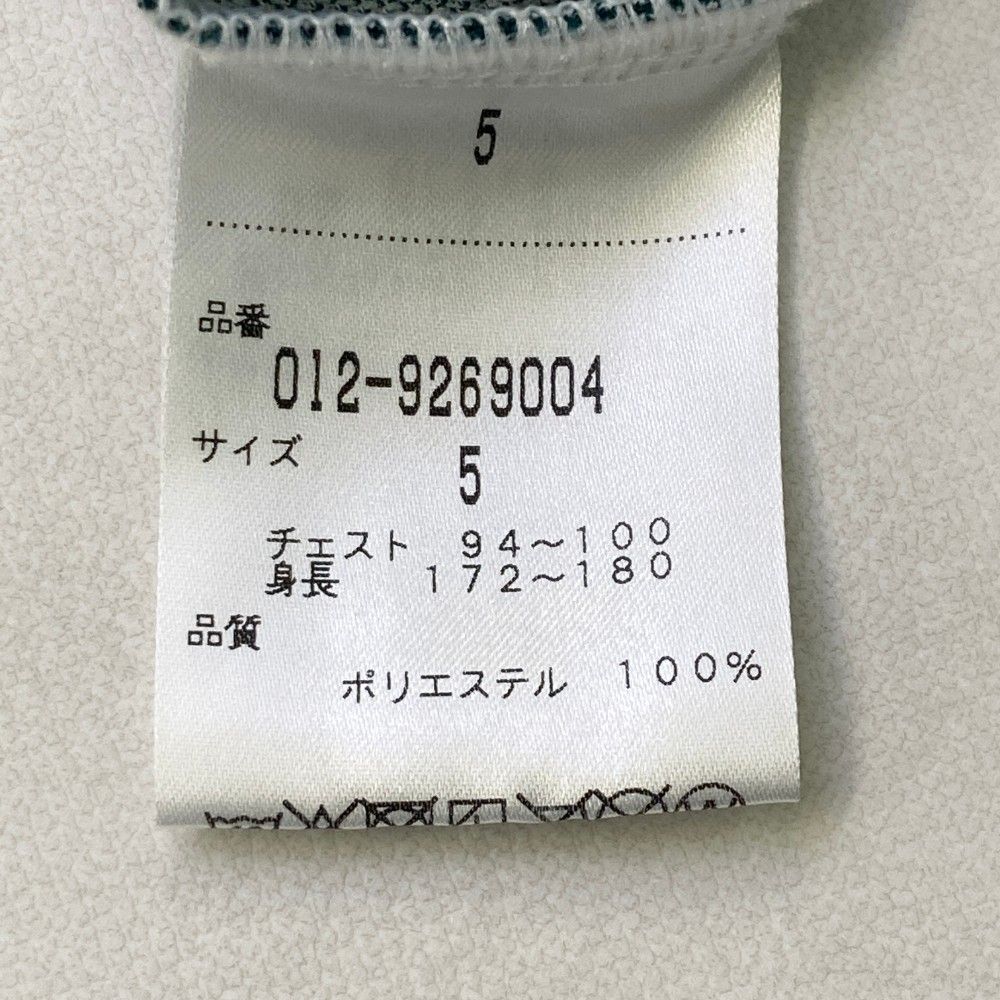 5
品番
012-9269004
サイズ
5
チェスト 94～100
身長 172～180
品質
ポリエステル 100%